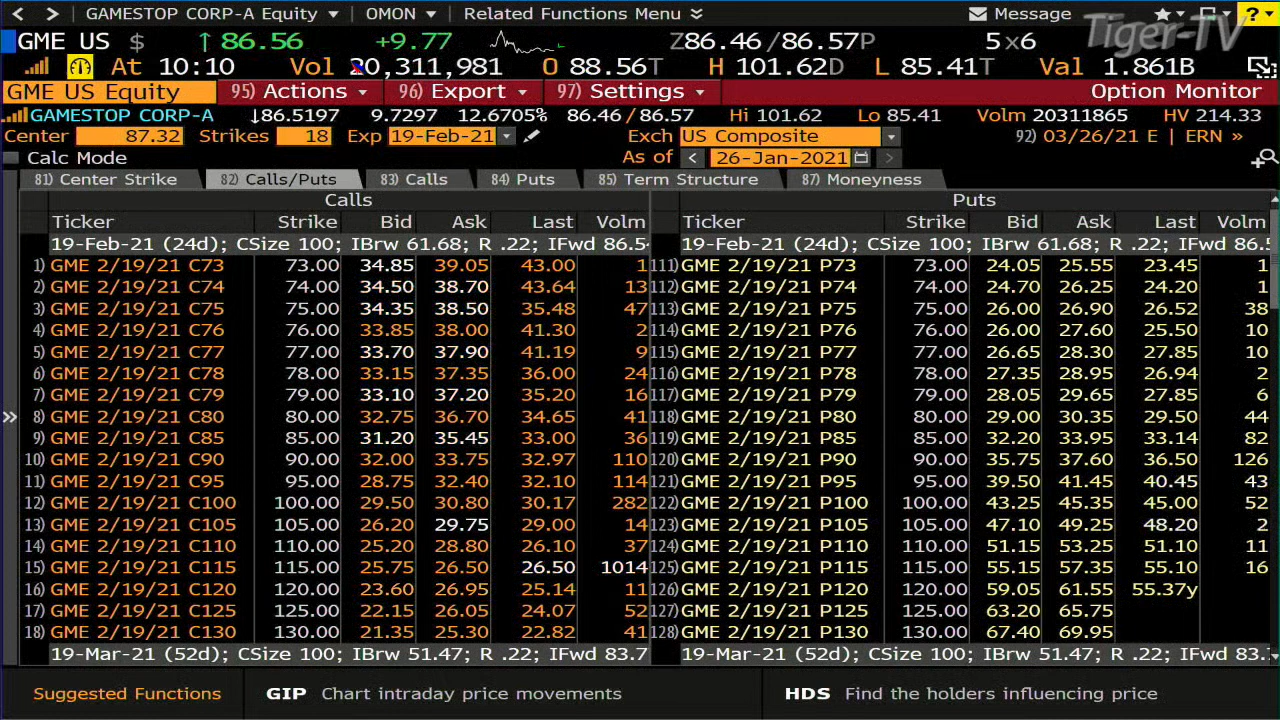 < > GAMESTOP CORP-A Equity OMON Related Functions Menu Message ?
Tiger-TV
GME US $ ↑ 86.56 +9.77 Z86.46 / 86.57P 5 x 6
At 10:10 Vol 20,311,981 O 88.56T H 101.62D L 85.41T Val 1.861B
GME US Equity 95) Actions 96) Export 97) Settings Option Monitor
GAMESTOP CORP-A ↓86.5197 9.7297 12.6705% 86.46 / 86.57 Hi 101.62 Lo 85.41 Volm 20311865 HV 214.33
Center 87.32 Strikes 18 Exp 19-Feb-21 Exch US Composite 92) 03/26/21 E | ERN »
Calc Mode As of < 26-Jan-2021 >
81) Center Strike 82) Calls/Puts 83) Calls 84) Puts 85) Term Structure 87) Moneyness
Calls Puts
Ticker Strike Bid Ask Last Volm Ticker Strike Bid Ask Last Volm
19-Feb-21 (24d); CSize 100; IBrw 61.68; R .22; IFwd 86.54 19-Feb-21 (24d); CSize 100; IBrw 61.68; R .22; IFwd 86.5
1) GME 2/19/21 C73 73.00 34.85 39.05 43.00 1 111) GME 2/19/21 P73 73.00 24.05 25.55 23.45 1
2) GME 2/19/21 C74 74.00 34.50 38.70 43.64 13 112) GME 2/19/21 P74 74.00 24.70 26.25 24.20 1
3) GME 2/19/21 C75 75.00 34.35 38.50 35.48 47 113) GME 2/19/21 P75 75.00 26.00 26.90 26.52 38
4) GME 2/19/21 C76 76.00 33.85 38.00 41.30 2 114) GME 2/19/21 P76 76.00 26.00 27.60 25.50 10
5) GME 2/19/21 C77 77.00 33.70 37.90 41.19 9 115) GME 2/19/21 P77 77.00 26.65 28.30 27.85 10
6) GME 2/19/21 C78 78.00 33.15 37.35 36.00 24 116) GME 2/19/21 P78 78.00 27.35 28.95 26.94 2
7) GME 2/19/21 C79 79.00 33.10 37.20 35.20 16 117) GME 2/19/21 P79 79.00 28.05 29.65 27.85 6
8) GME 2/19/21 C80 80.00 32.75 36.70 34.65 41 118) GME 2/19/21 P80 80.00 29.00 30.35 29.50 44
9) GME 2/19/21 C85 85.00 31.20 35.45 33.00 36 119) GME 2/19/21 P85 85.00 32.20 33.95 33.14 82
10) GME 2/19/21 C90 90.00 32.00 33.75 32.97 110 120) GME 2/19/21 P90 90.00 35.75 37.60 36.50 126
11) GME 2/19/21 C95 95.00 28.75 32.40 32.10 114 121) GME 2/19/21 P95 95.00 39.50 41.45 40.45 43
12) GME 2/19/21 C100 100.00 29.50 30.80 30.17 282 122) GME 2/19/21 P100 100.00 43.25 45.35 45.00 52
13) GME 2/19/21 C105 105.00 26.20 29.75 29.00 14 123) GME 2/19/21 P105 105.00 47.10 49.25 48.20 2
14) GME 2/19/21 C110 110.00 25.20 28.80 26.10 37 124) GME 2/19/21 P110 110.00 51.15 53.25 51.10 11
15) GME 2/19/21 C115 115.00 25.75 26.50 26.50 1014 125) GME 2/19/21 P115 115.00 55.15 57.35 55.10 16
16) GME 2/19/21 C120 120.00 23.60 26.95 25.14 11 126) GME 2/19/21 P120 120.00 59.05 61.55 55.37y
17) GME 2/19/21 C125 125.00 22.15 26.05 24.07 52 127) GME 2/19/21 P125 125.00 63.20 65.75
18) GME 2/19/21 C130 130.00 21.35 25.30 22.82 41 128) GME 2/19/21 P130 130.00 67.40 69.95
19-Mar-21 (52d); CSize 100; IBrw 51.47; R .22; IFwd 83.7 19-Mar-21 (52d); CSize 100; IBrw 51.47; R .22; IFwd 83.7
Suggested Functions GIP Chart intraday price movements HDS Find the holders influencing price